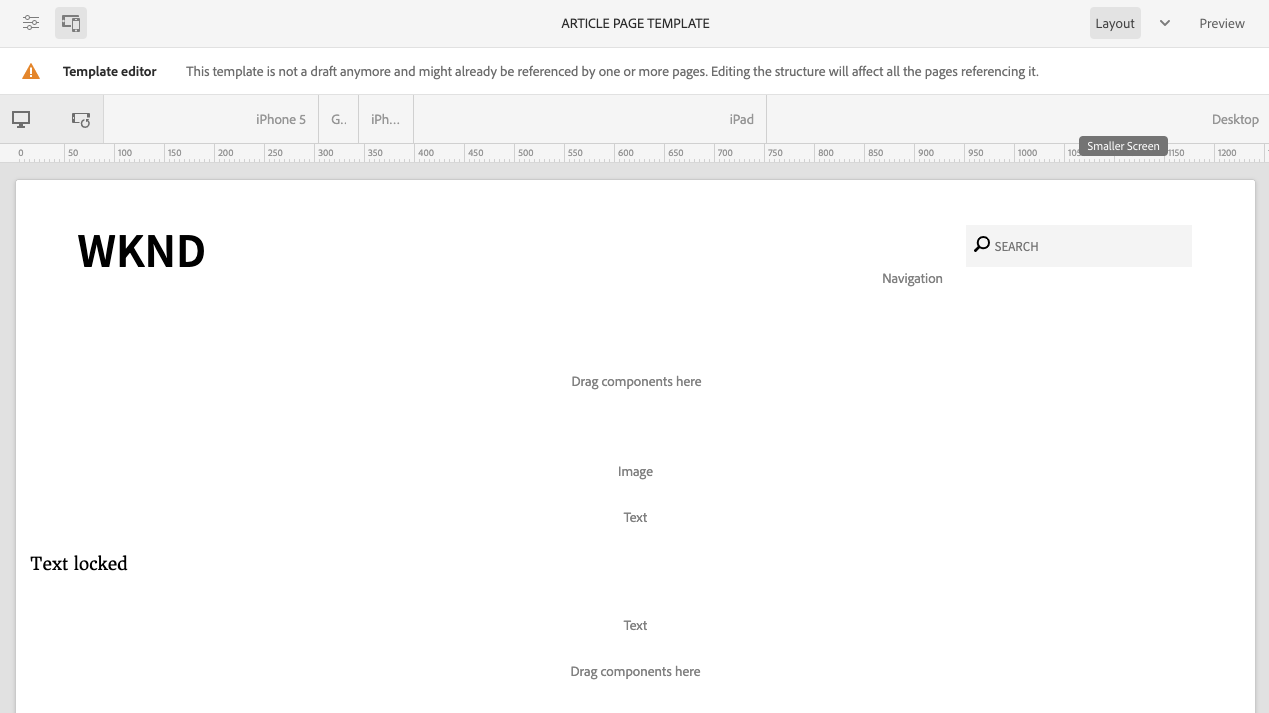 ARTICLE PAGE TEMPLATE
Layout
Preview
Template editor This template is not a draft anymore and might already be referenced by one or more pages. Editing the structure will affect all the pages referencing it.
iPhone 5 G.. iPh... iPad Desktop
0 50 100 150 200 250 300 350 400 450 500 550 600 650 700 750 800 850 900 950 1000 1150 1200
Smaller Screen
WKND
SEARCH
Navigation
Drag components here
Image
Text
Text locked
Text
Drag components here